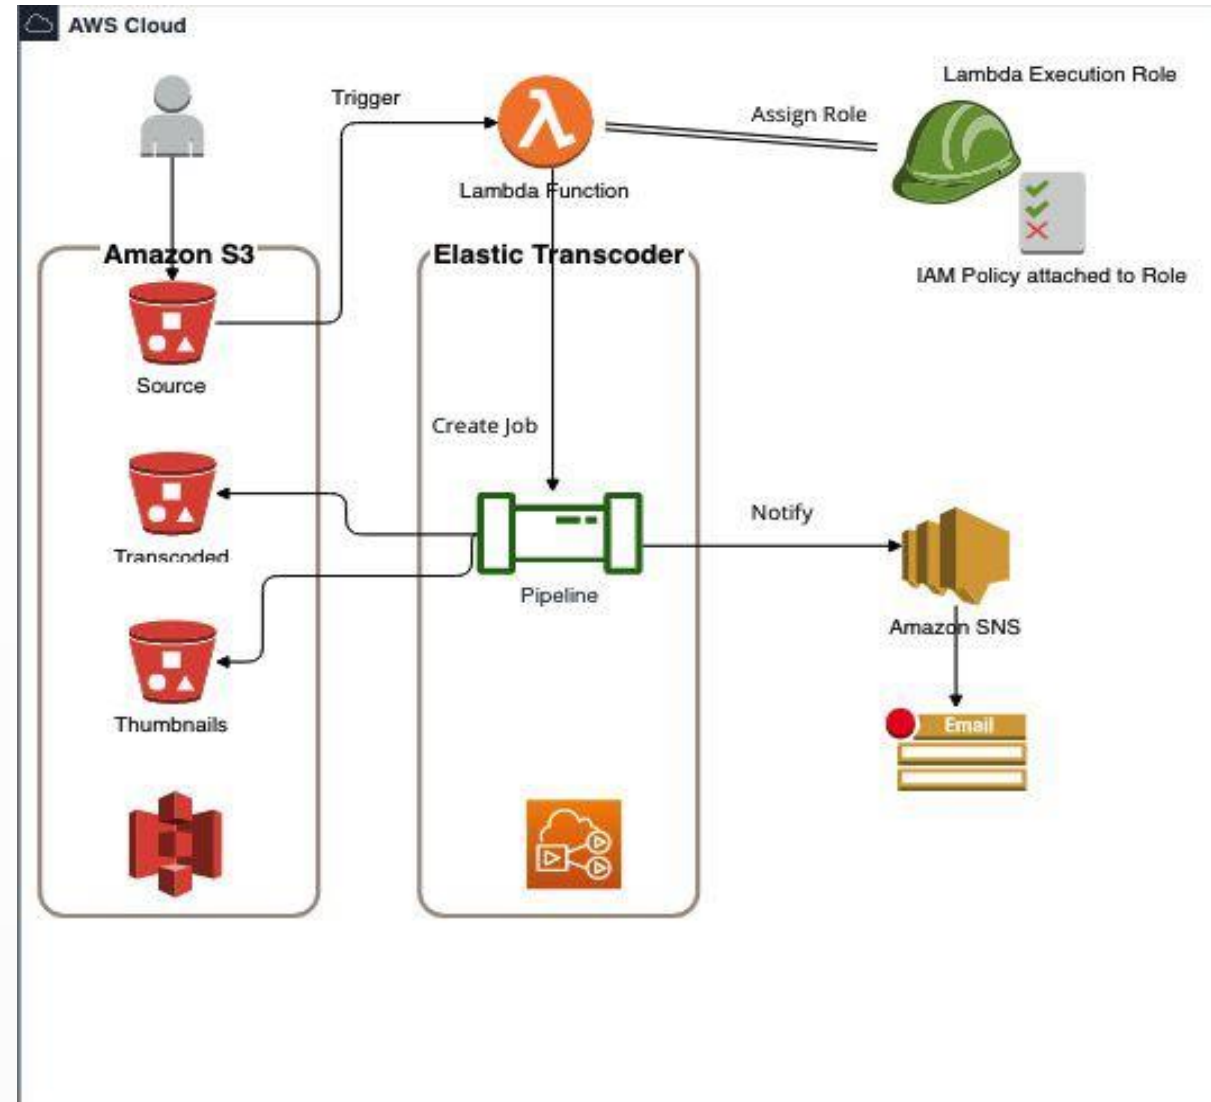 AWS Cloud
Lambda Execution Role
Trigger
Assign Role
Lambda Function
Amazon S3
Elastic Transcoder
IAM Policy attached to Role
Source
Create Job
Notify
Transcoded
Pipeline
Amazon SNS
Thumbnails
Email